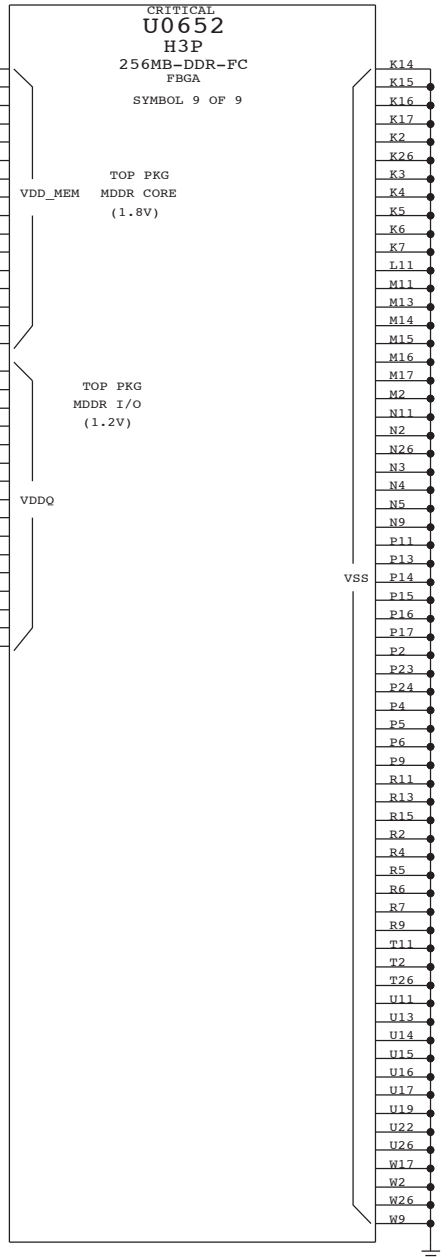 CRITICAL
U0652
H3P
256MB-DDR-FC
FBGA
SYMBOL 9 OF 9
TOP PKG
VDD_MEM MDDR CORE
(1.8V)
TOP PKG
MDDR I/O
(1.2V)
VDDQ
VSS
K14
K15
K16
K17
K2
K26
K3
K4
K5
K6
K7
L11
M11
M13
M14
M15
M16
M17
M2
N11
N2
N26
N3
N4
N5
N9
P11
P13
P14
P15
P16
P17
P2
P23
P24
P4
P5
P6
P9
R11
R13
R15
R2
R4
R5
R6
R7
R9
T11
T2
T26
U11
U13
U14
U15
U16
U17
U19
U22
U26
W17
W2
W26
W9